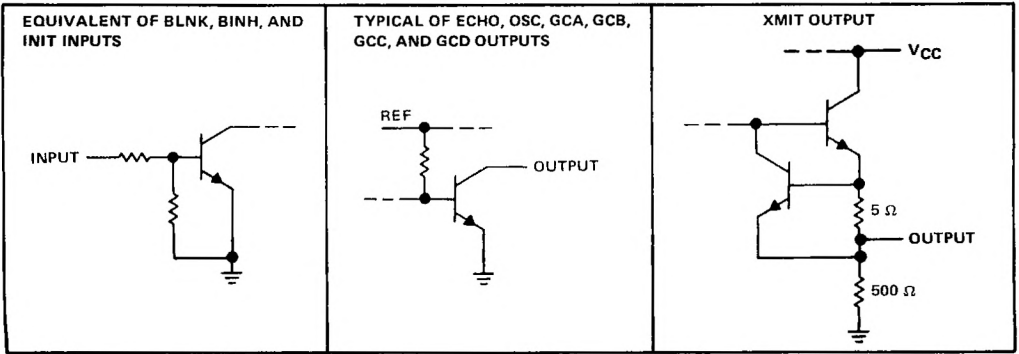 EQUIVALENT OF BLNK, BINH, AND
INIT INPUTS
INPUT
TYPICAL OF ECHO, OSC, GCA, GCB,
GCC, AND GCD OUTPUTS
REF
OUTPUT
XMIT OUTPUT
VCC
5 Ω
OUTPUT
500 Ω